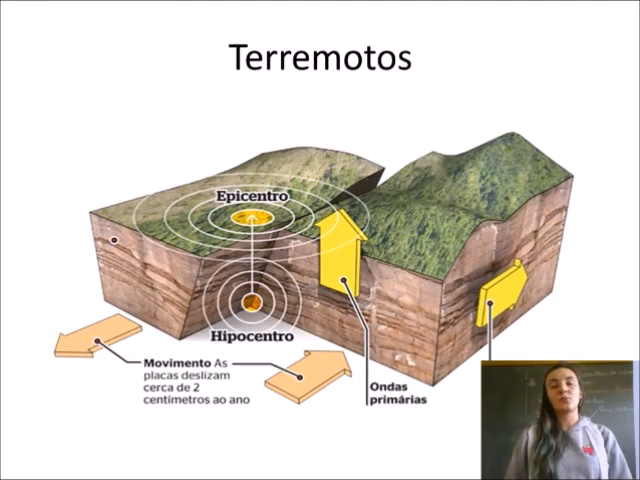 Terremotos
Epicentro
Hipocentro
Movimento As
placas deslizam
cerca de 2
centímetros ao ano
Ondas
primárias